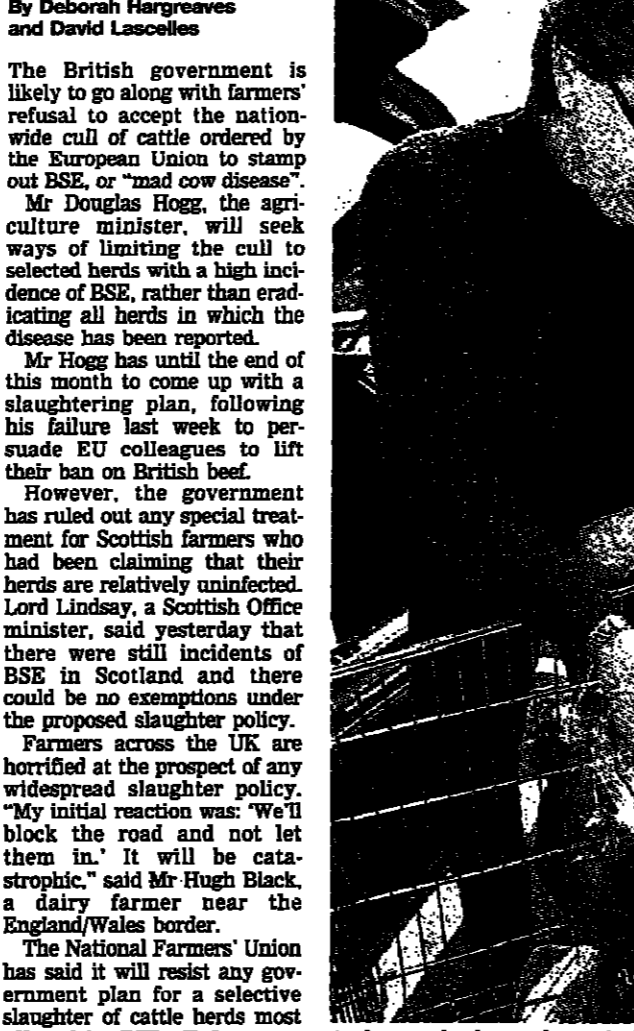 By Deborah Hargreaves
and David Lascelles
The British government is
likely to go along with farmers'
refusal to accept the nation-
wide cull of cattle ordered by
the European Union to stamp
out BSE, or "mad cow disease".
Mr Douglas Hogg, the agri-
culture minister, will seek
ways of limiting the cull to
selected herds with a high inci-
dence of BSE, rather than erad-
icating all herds in which the
disease has been reported.
Mr Hogg has until the end of
this month to come up with a
slaughtering plan, following
his failure last week to per-
suade EU colleagues to lift
their ban on British beef.
However, the government
has ruled out any special treat-
ment for Scottish farmers who
had been claiming that their
herds are relatively uninfected.
Lord Lindsay, a Scottish Office
minister, said yesterday that
there were still incidents of
BSE in Scotland and there
could be no exemptions under
the proposed slaughter policy.
Farmers across the UK are
horrified at the prospect of any
widespread slaughter policy.
"My initial reaction was: 'We'll
block the road and not let
them in.' It will be cata-
strophic," said Mr Hugh Black,
a dairy farmer near the
England/Wales border.
The National Farmers' Union
has said it will resist any gov-
ernment plan for a selective
slaughter of cattle herds most